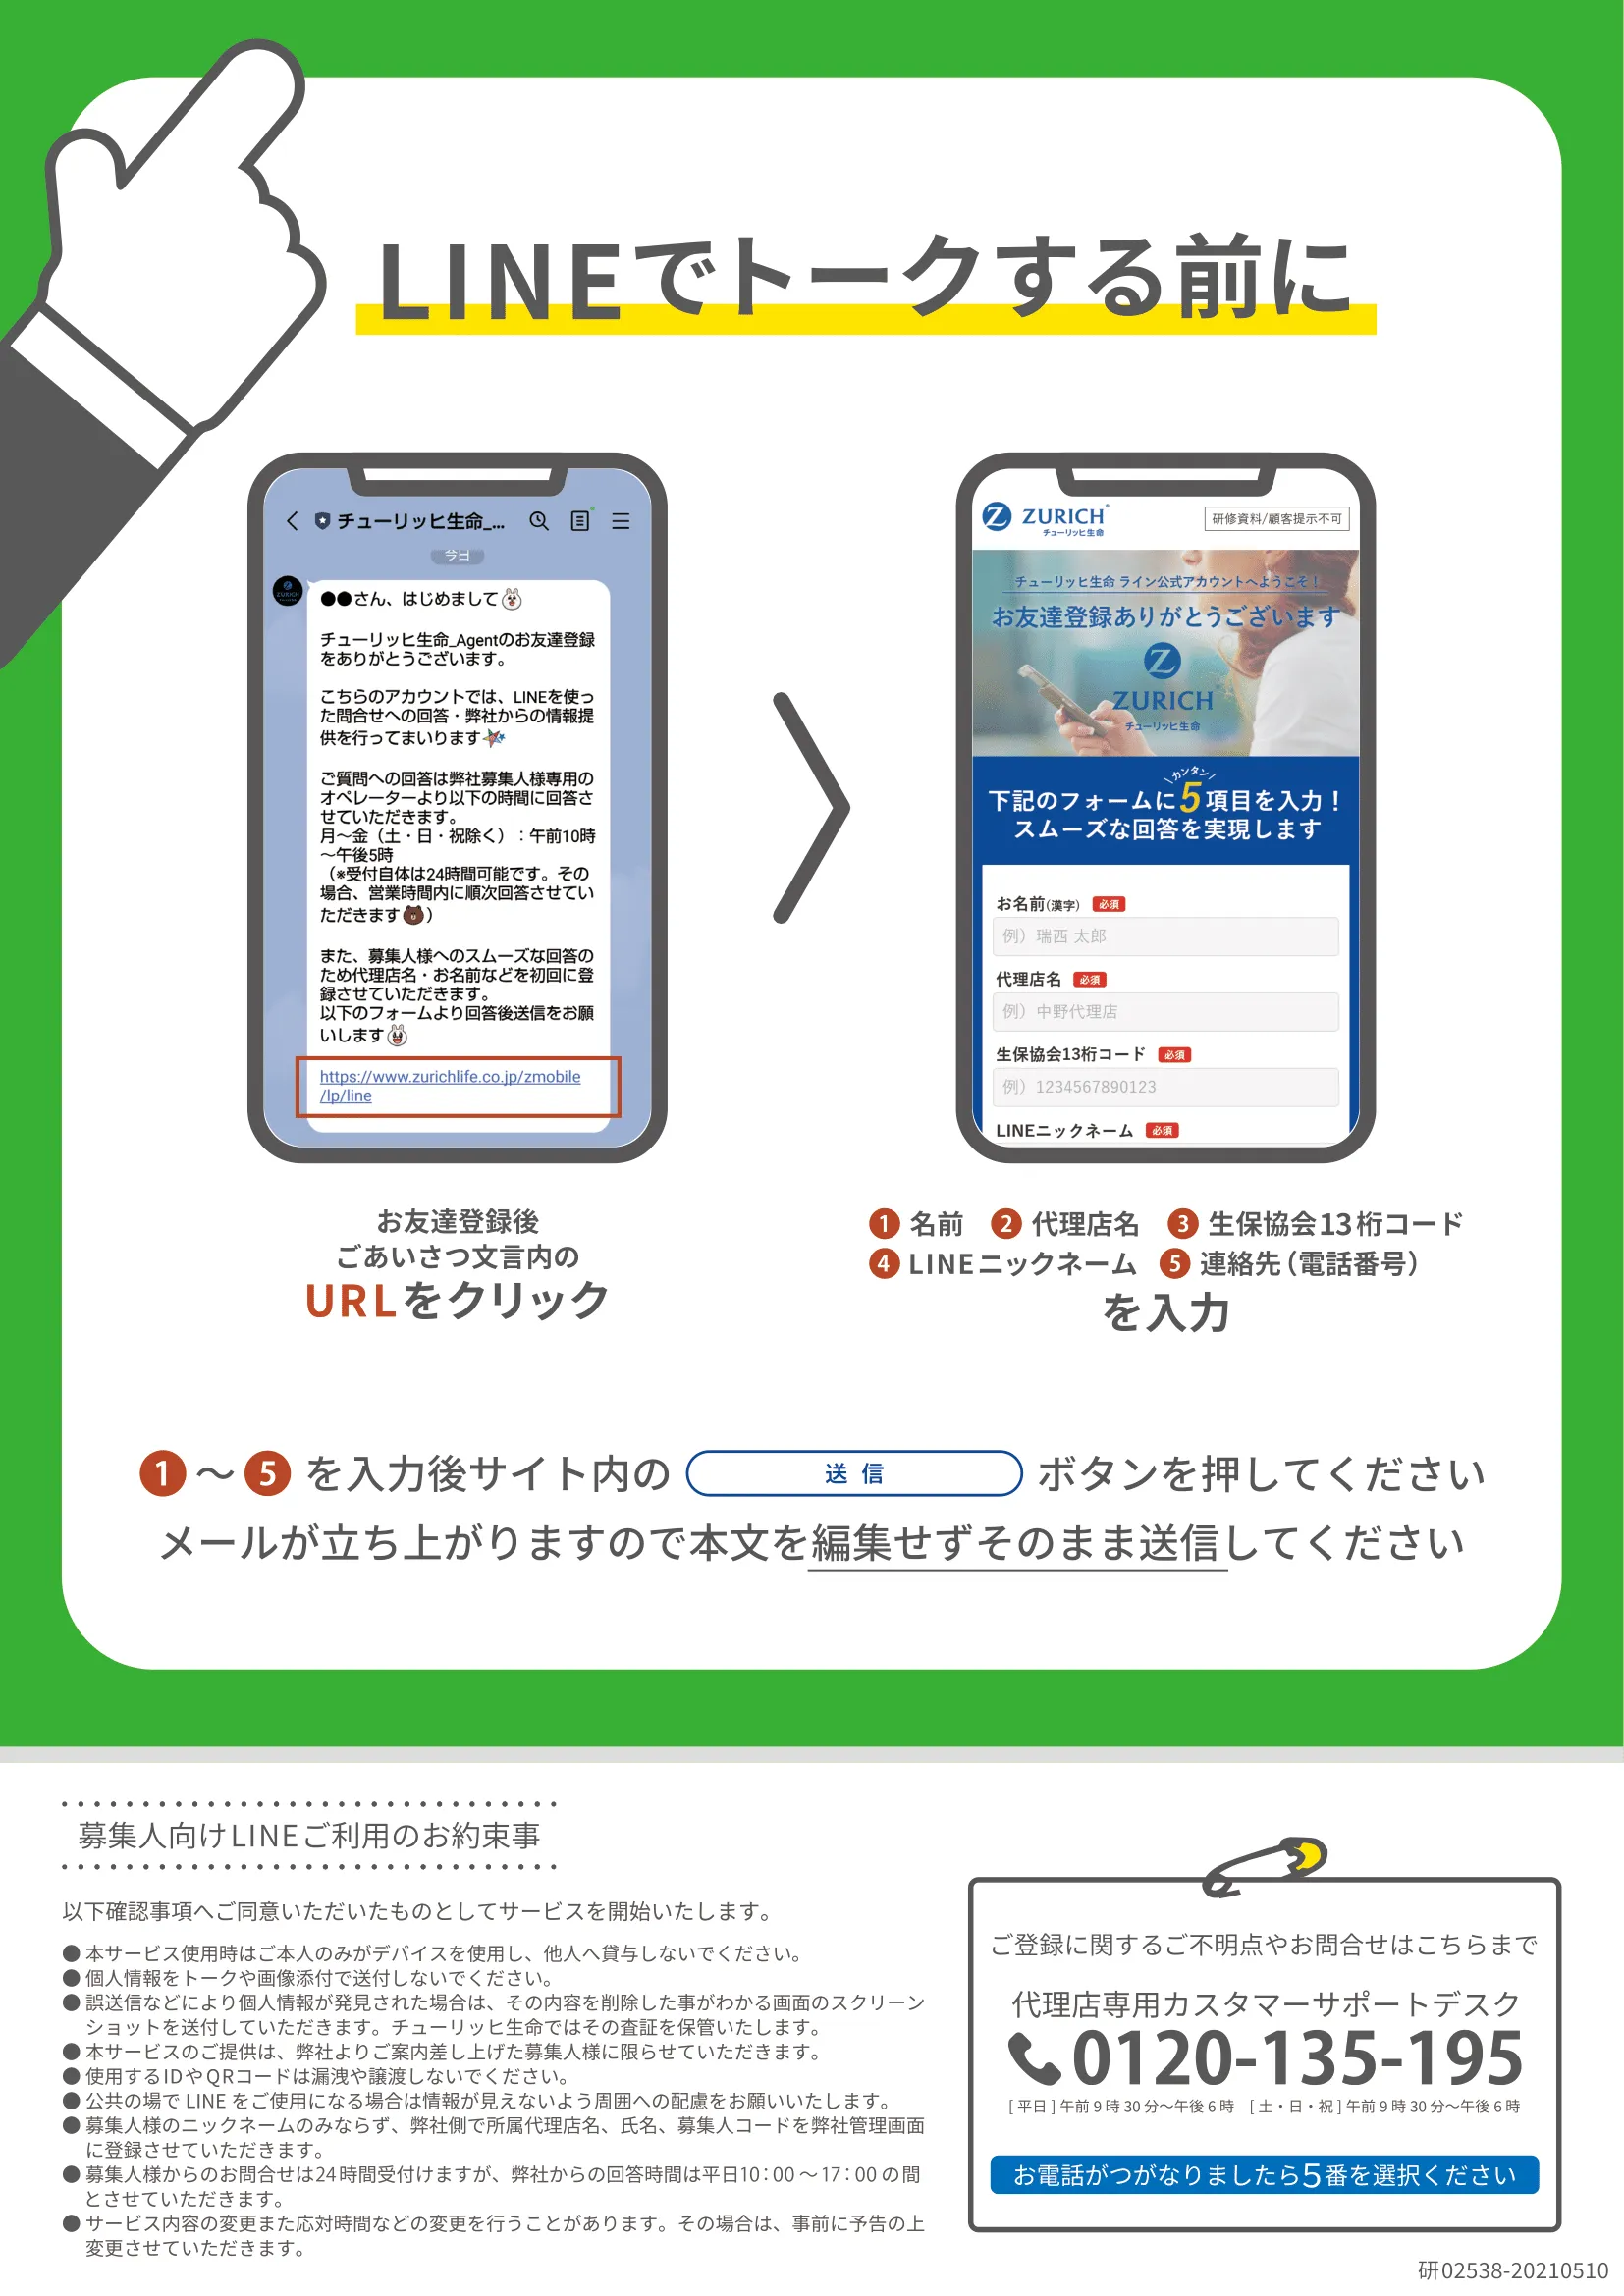 LINEでトークする前に
チューリッヒ生命_...
今日
ZURICH
●●さん、はじめまして
チューリッヒ生命_Agentのお友達登録
をありがとうございます。
こちらのアカウントでは、LINEを使っ
た問合せへの回答・弊社からの情報提
供を行ってまいります
ご質問への回答は弊社募集人様専用の
オペレーターより以下の時間に回答さ
せていただきます。
月～金（土・日・祝除く）：午前10時
～午後5時
（※受付自体は24時間可能です。その
場合、営業時間内に順次回答させてい
ただきます）
また、募集人様へのスムーズな回答の
ため代理店名・お名前などを初回に登
録させていただきます。
以下のフォームより回答後送信をお願
いします
https://www.zurichlife.co.jp/zmobile
/lp/line
お友達登録後
ごあいさつ文言内の
URLをクリック
ZURICH®
チューリッヒ生命
研修資料/顧客提示不可
チューリッヒ生命 ライン公式アカウントへようこそ！
お友達登録ありがとうございます
ZURICH
チューリッヒ生命
カンタン
下記のフォームに5項目を入力！
スムーズな回答を実現します
お名前(漢字) 必須
例）瑞西 太郎
代理店名 必須
例）中野代理店
生保協会13桁コード 必須
例）1234567890123
LINEニックネーム 必須
1 名前 2 代理店名 3 生保協会13桁コード
4 LINEニックネーム 5 連絡先（電話番号）
を入力
1～5 を入力後サイト内の 送信 ボタンを押してください
メールが立ち上がりますので本文を編集せずそのまま送信してください
募集人向けLINEご利用のお約束事
以下確認事項へご同意いただいたものとしてサービスを開始いたします。
●本サービス使用時はご本人のみがデバイスを使用し、他人へ貸与しないでください。
●個人情報をトークや画像添付で送付しないでください。
●誤送信などにより個人情報が発見された場合は、その内容を削除した事がわかる画面のスクリーン
ショットを送付していただきます。チューリッヒ生命ではその査証を保管いたします。
●本サービスのご提供は、弊社よりご案内差し上げた募集人様に限らせていただきます。
●使用するIDやQRコードは漏洩や譲渡しないでください。
●公共の場で LINE をご使用になる場合は情報が見えないよう周囲への配慮をお願いいたします。
●募集人様のニックネームのみならず、弊社側で所属代理店名、氏名、募集人コードを弊社管理画面
に登録させていただきます。
●募集人様からのお問合せは24時間受付けますが、弊社からの回答時間は平日10：00～17：00の間
とさせていただきます。
●サービス内容の変更また応対時間などの変更を行うことがあります。その場合は、事前に予告の上
変更させていただきます。
ご登録に関するご不明点やお問合せはこちらまで
代理店専用カスタマーサポートデスク
0120-135-195
[ 平日 ] 午前 9 時 30 分～午後 6 時 [ 土・日・祝 ] 午前 9 時 30 分～午後 6 時
お電話がつがなりましたら5番を選択ください
研02538-20210510